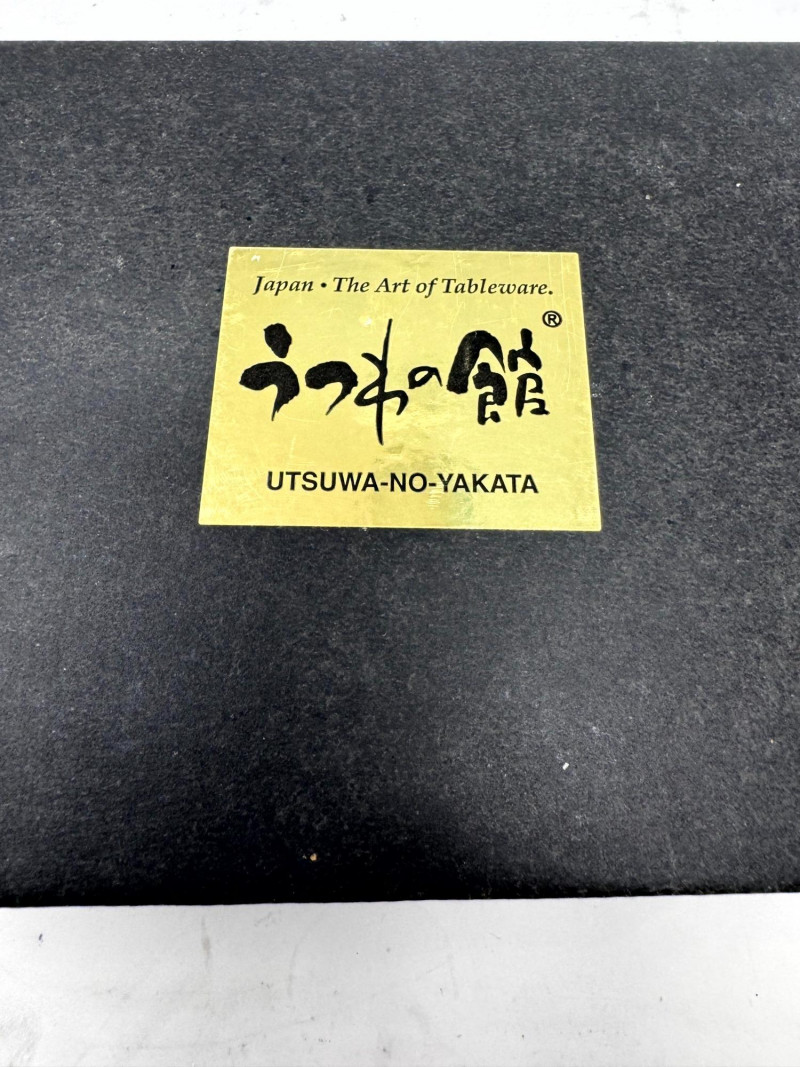 Japan • The Art of Tableware.
うつわの館®
UTSUWA-NO-YAKATA